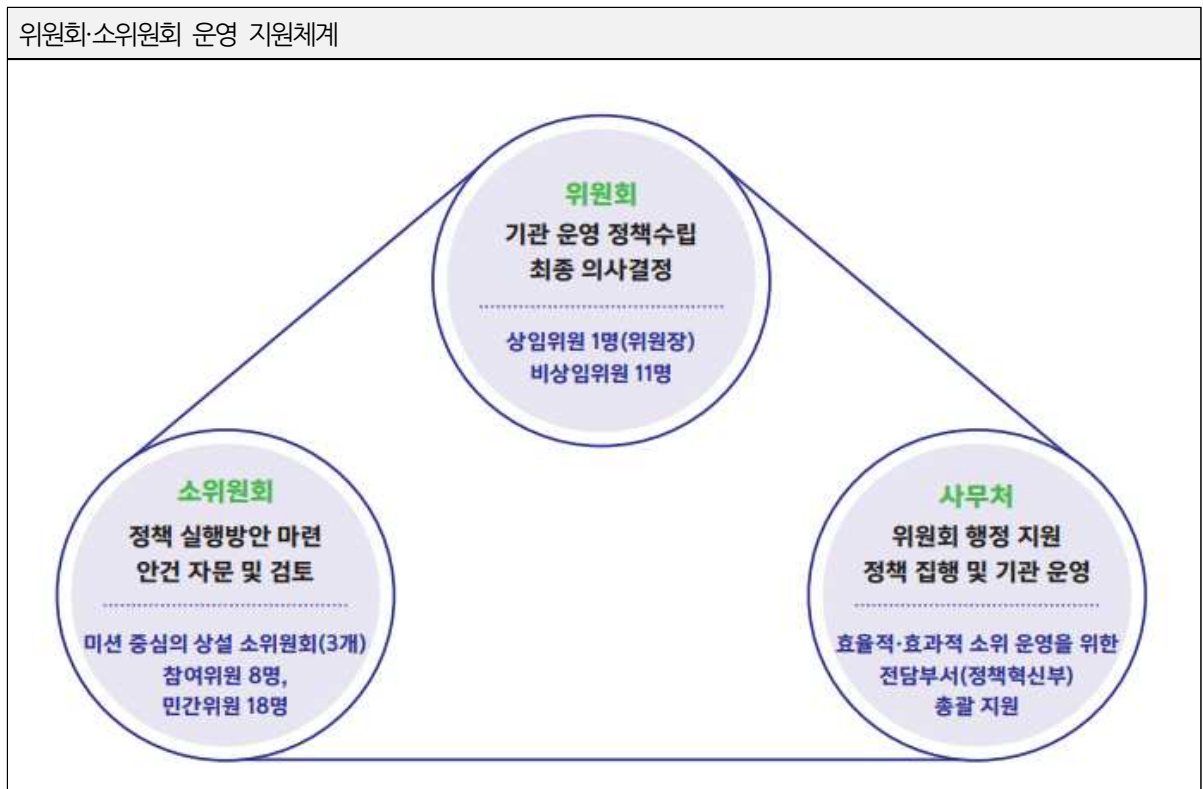 위원회·소위원회 운영 지원체계
위원회
기관 운영 정책수립
최종 의사결정
상임위원 1명(위원장)
비상임위원 11명
소위원회
정책 실행방안 마련
안건 자문 및 검토
미션 중심의 상설 소위원회(3개)
참여위원 8명,
민간위원 18명
사무처
위원회 행정 지원
정책 집행 및 기관 운영
효율적·효과적 소위 운영을 위한
전담부서(정책혁신부)
총괄 지원